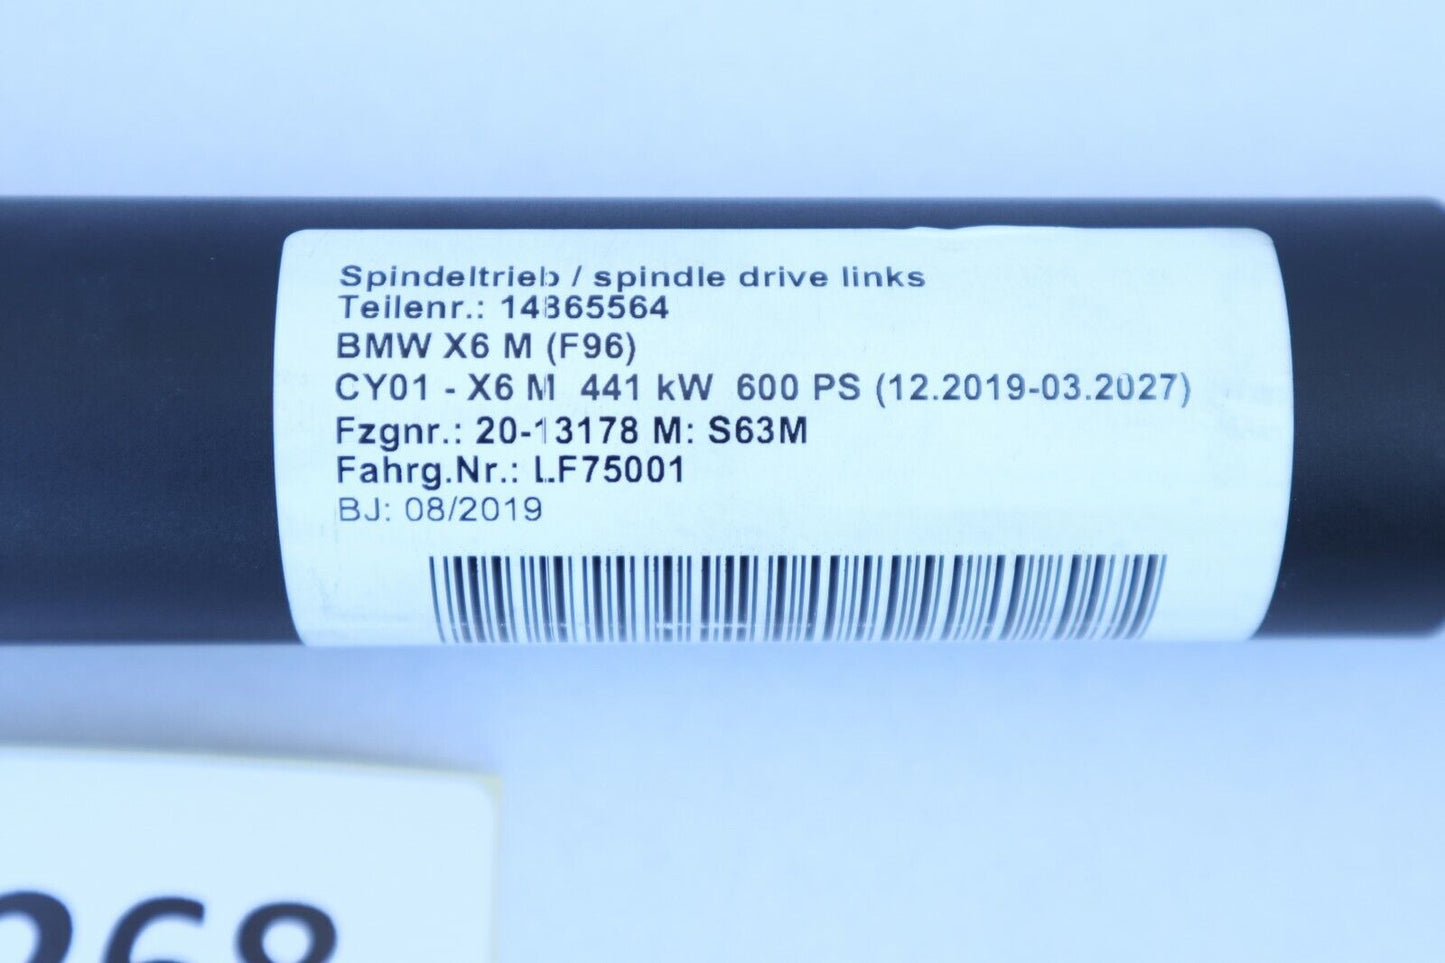 Spindeltrieb / spindle drive links
Teilenr.: 14865564
BMW X6 M (F96)
CY01 - X6 M  441 kW  600 PS (12.2019-03.2027)
Fzgnr.: 20-13178 M: S63M
Fahrg.Nr.: LF75001
BJ: 08/2019
268